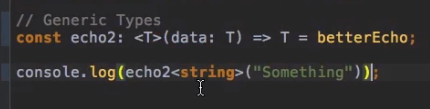 // Generic Types
const echo2: <T>(data: T) => T = betterEcho;
console.log(echo2<string>("Something"));